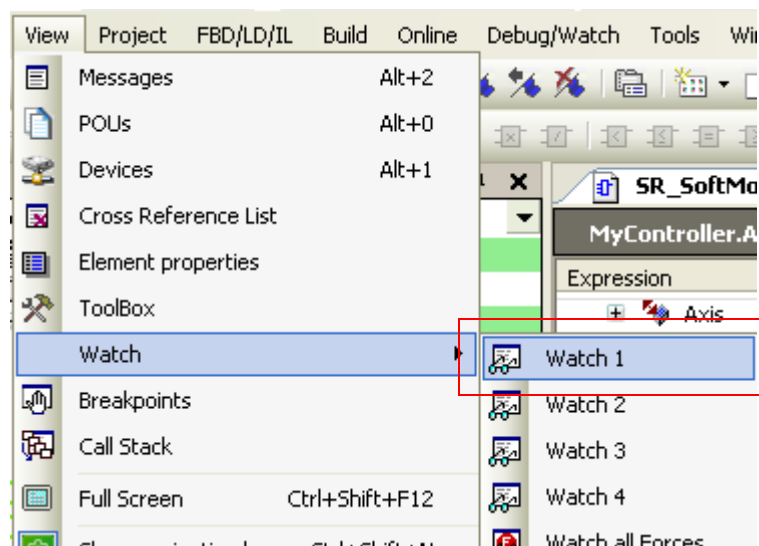 View Project FBD/LD/IL Build Online Debug/Watch Tools
Messages Alt+2
POUs Alt+0
Devices Alt+1
SR_SoftMo
Cross Reference List
MyController.A
Element properties
Expression
ToolBox
Axis
Watch
Watch 1
Breakpoints
Watch 2
Call Stack
Watch 3
Full Screen Ctrl+Shift+F12
Watch 4
Watch all Forces